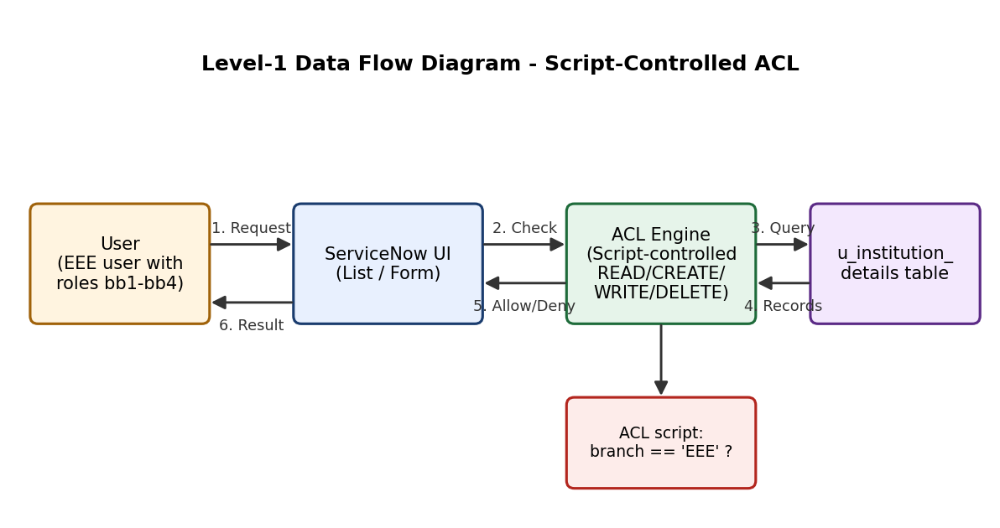 Level-1 Data Flow Diagram - Script-Controlled ACL
User
(EEE user with
roles bb1-bb4)
1. Request
6. Result
ServiceNow UI
(List / Form)
2. Check
5. Allow/Deny
ACL Engine
(Script-controlled
READ/CREATE/
WRITE/DELETE)
3. Query
4. Records
u_institution_
details table
ACL script:
branch == 'EEE' ?